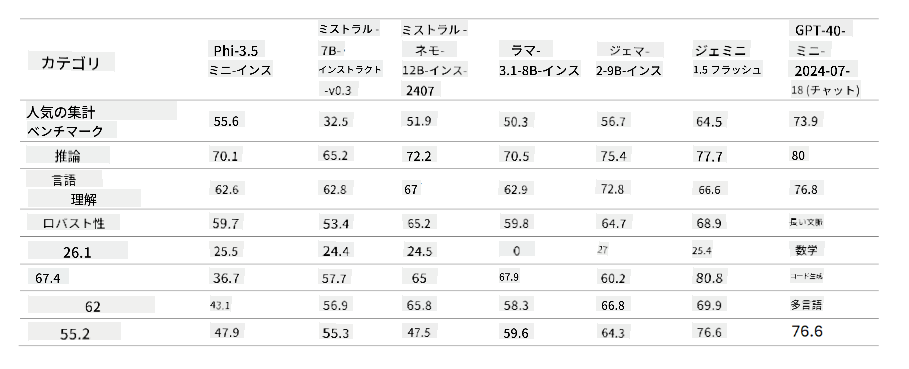 カテゴリ
Phi-3.5
ミニ-インス
ミストラル-
7B-
インストラクト
-v0.3
ミストラル-
ネモ-
12B-インス-
2407
ラマ-
3.1-8B-インス
ジェマ-
2-9B-インス
ジェミニ
1.5 フラッシュ
GPT-40-
ミニ-
2024-07-
18 (チャット)
人気の集計
ベンチマーク
55.6 32.5 51.9 50.3 56.7 64.5 73.9
推論 70.1 65.2 72.2 70.5 75.4 77.7 80
言語
理解
62.6 62.8 67 62.9 72.8 66.6 76.8
ロバスト性 59.7 53.4 65.2 59.8 64.7 68.9 長い文脈
26.1 25.5 24.4 24.5 0 27 25.4 数学
67.4 36.7 57.7 65 67.9 60.2 80.8 コード生成
62 43.1 56.9 65.8 58.3 66.8 69.9 多言語
55.2 47.9 55.3 47.5 59.6 64.3 76.6 76.6